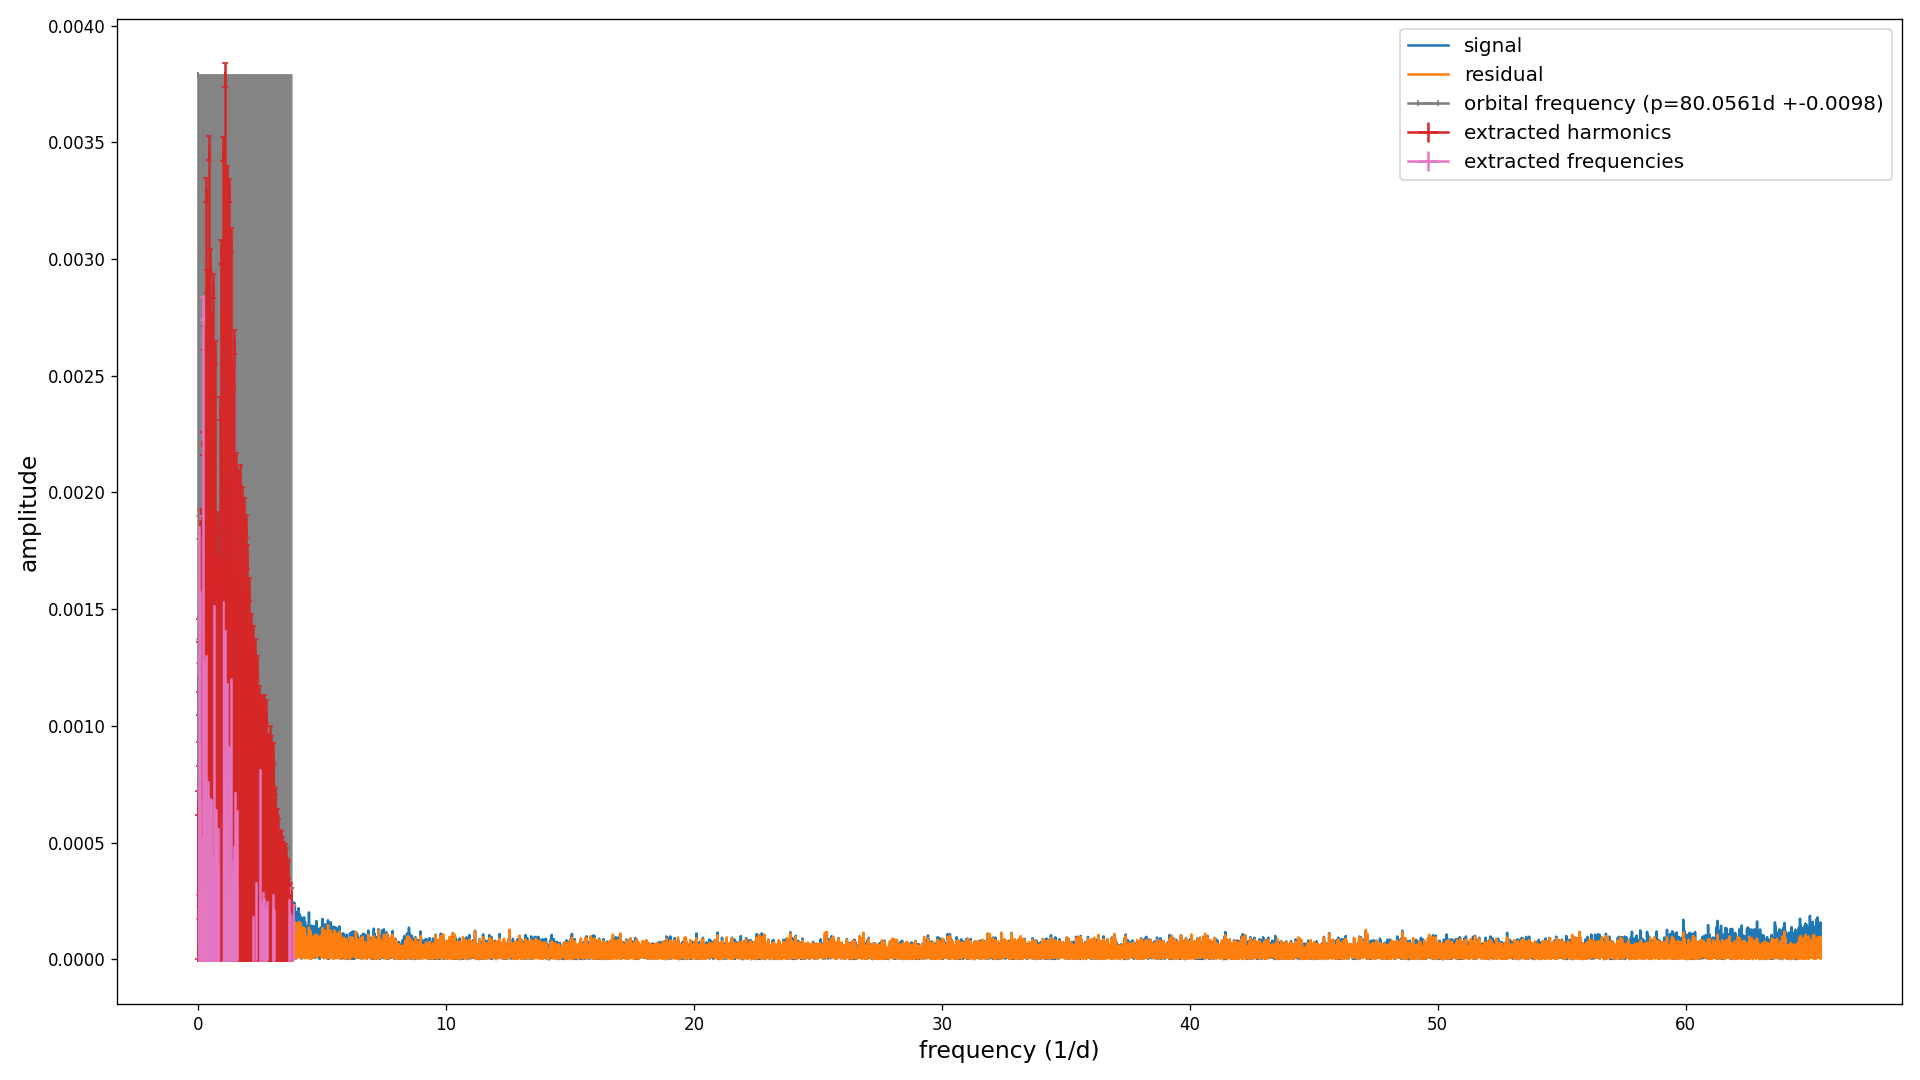 0.0040
0.0035
0.0030
0.0025
0.0020
0.0015
0.0010
0.0005
0.0000
amplitude
signal
residual
orbital frequency (p=80.0561d +-0.0098)
extracted harmonics
extracted frequencies
0 10 20 30 40 50 60
frequency (1/d)